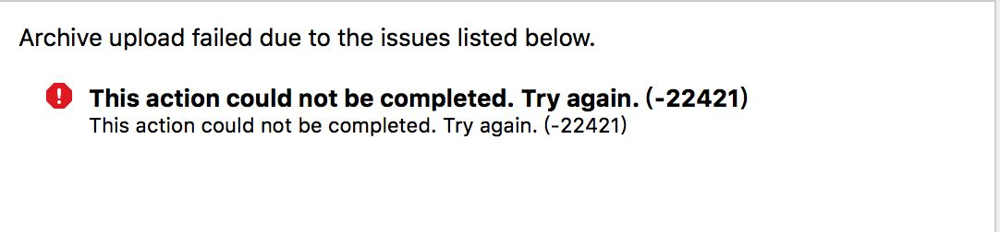 Archive upload failed due to the issues listed below.
This action could not be completed. Try again. (-22421)
This action could not be completed. Try again. (-22421)